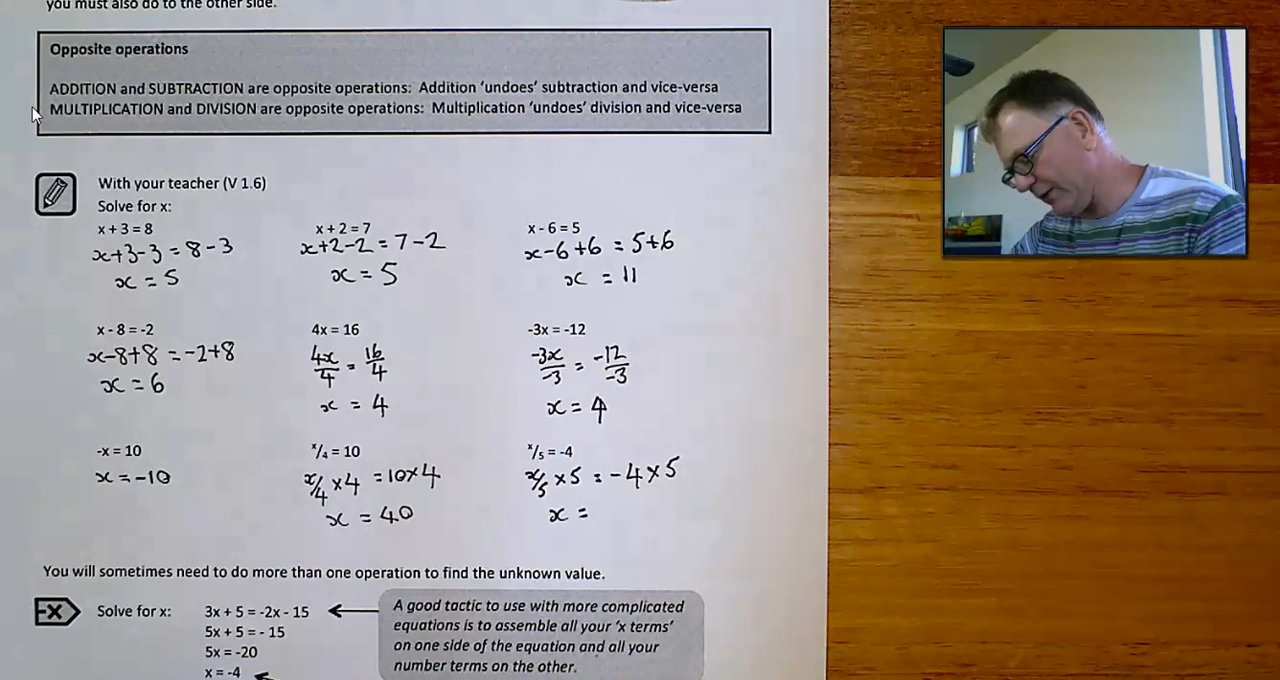 you must also do to the other side.
Opposite operations
ADDITION and SUBTRACTION are opposite operations: Addition 'undoes' subtraction and vice-versa
MULTIPLICATION and DIVISION are opposite operations: Multiplication 'undoes' division and vice-versa
With your teacher (V 1.6)
Solve for x:
x + 3 = 8
x+3-3 = 8-3
x = 5
x + 2 = 7
x+2-2 = 7-2
x = 5
x - 6 = 5
x-6+6 = 5+6
x = 11
x - 8 = -2
x-8+8 = -2+8
x = 6
4x = 16
4x/4 = 16/4
x = 4
-3x = -12
-3x/-3 = -12/-3
x = 4
-x = 10
x = -10
x/4 = 10
x/4 ×4 = 10×4
x = 40
x/5 = -4
x/5 ×5 = -4×5
x =
You will sometimes need to do more than one operation to find the unknown value.
EX
Solve for x:
3x + 5 = -2x - 15
5x + 5 = - 15
5x = -20
x = -4
A good tactic to use with more complicated
equations is to assemble all your 'x terms'
on one side of the equation and all your
number terms on the other.